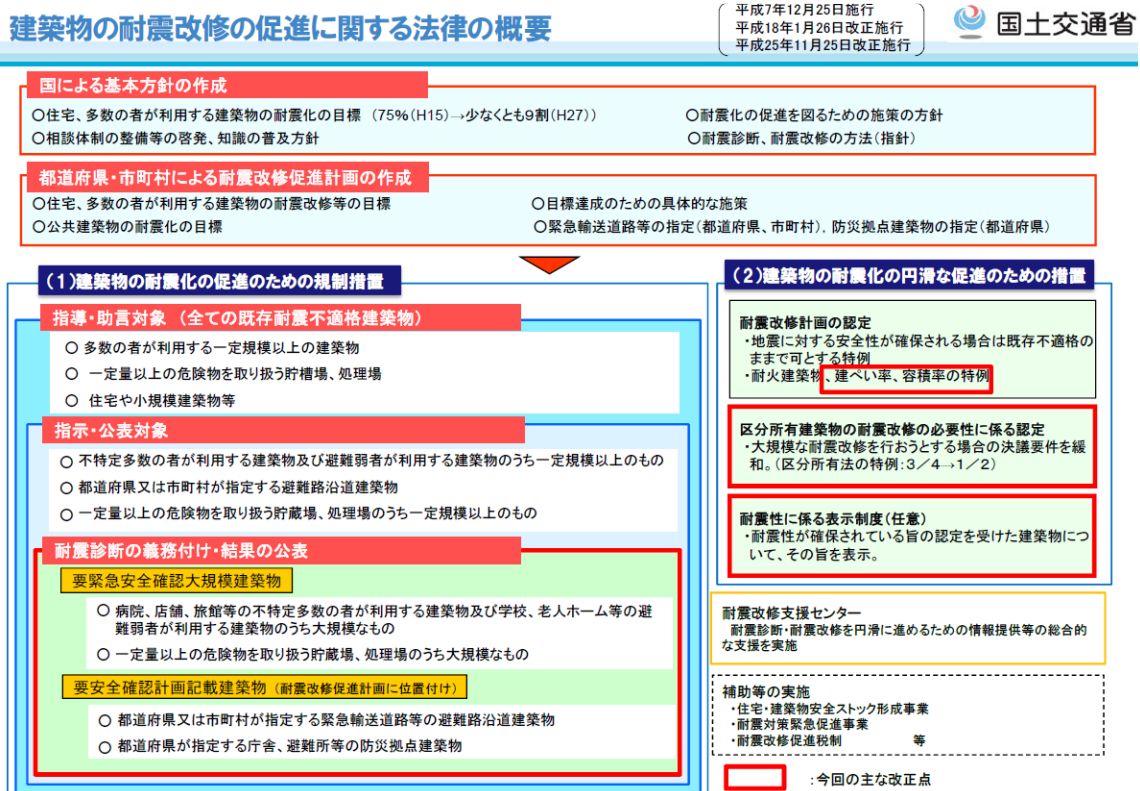 建築物の耐震改修の促進に関する法律の概要
平成7年12月25日施行
平成18年1月26日改正施行
平成25年11月25日改正施行
国土交通省
国による基本方針の作成
○住宅、多数の者が利用する建築物の耐震化の目標 （75％(H15)→少なくとも9割(H27)）
○相談体制の整備等の啓発、知識の普及方針
○耐震化の促進を図るための施策の方針
○耐震診断、耐震改修の方法(指針)
都道府県・市町村による耐震改修促進計画の作成
○住宅、多数の者が利用する建築物の耐震改修等の目標
○公共建築物の耐震化の目標
○目標達成のための具体的な施策
○緊急輸送道路等の指定(都道府県、市町村)，防災拠点建築物の指定(都道府県)
(1)建築物の耐震化の促進のための規制措置
指導・助言対象 （全ての既存耐震不適格建築物）
○ 多数の者が利用する一定規模以上の建築物
○ 一定量以上の危険物を取り扱う貯槽場、処理場
○ 住宅や小規模建築物等
指示・公表対象
○ 不特定多数の者が利用する建築物及び避難弱者が利用する建築物のうち一定規模以上のもの
○ 都道府県又は市町村が指定する避難路沿道建築物
○ 一定量以上の危険物を取り扱う貯蔵場、処理場のうち一定規模以上のもの
耐震診断の義務付け・結果の公表
要緊急安全確認大規模建築物
○ 病院、店舗、旅館等の不特定多数の者が利用する建築物及び学校、老人ホーム等の避
難弱者が利用する建築物のうち大規模なもの
○ 一定量以上の危険物を取り扱う貯蔵場、処理場のうち大規模なもの
要安全確認計画記載建築物 （耐震改修促進計画に位置付け）
○ 都道府県又は市町村が指定する緊急輸送道路等の避難路沿道建築物
○ 都道府県が指定する庁舎、避難所等の防災拠点建築物
(2)建築物の耐震化の円滑な促進のための措置
耐震改修計画の認定
・地震に対する安全性が確保される場合は既存不適格の
ままで可とする特例
・耐火建築物、建ぺい率、容積率の特例
区分所有建築物の耐震改修の必要性に係る認定
・大規模な耐震改修を行おうとする場合の決議要件を緩
和。（区分所有法の特例：3／4→1／2）
耐震性に係る表示制度(任意)
・耐震性が確保されている旨の認定を受けた建築物につ
いて、その旨を表示。
耐震改修支援センター
耐震診断・耐震改修を円滑に進めるための情報提供等の総合的
な支援を実施
補助等の実施
・住宅・建築物安全ストック形成事業
・耐震対策緊急促進事業
・耐震改修促進税制 等
：今回の主な改正点